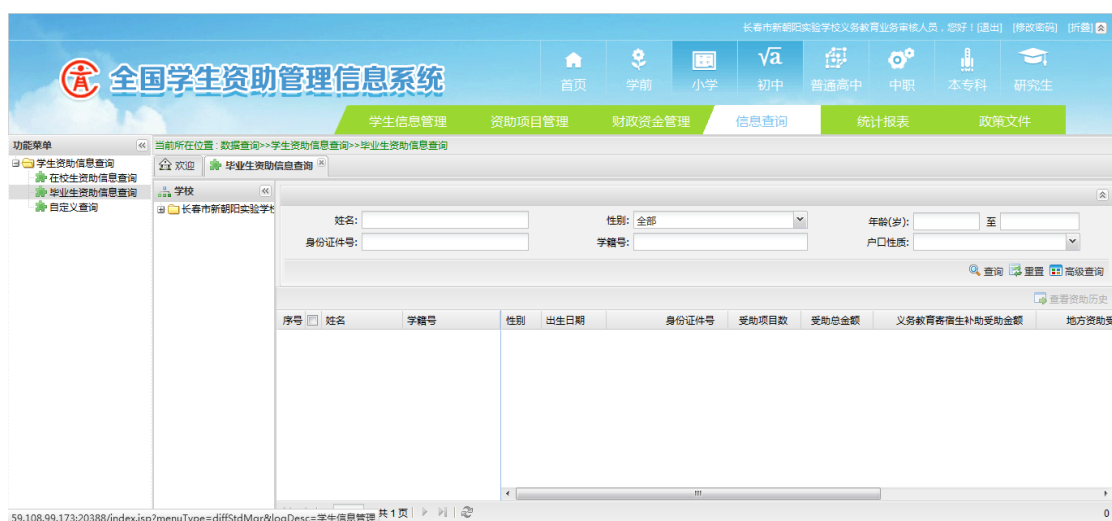 长春市新朝阳实验学校义务教育业务审核人员，您好！[退出] [修改密码] [折叠]
全国学生资助管理信息系统
首页 学前 小学 初中 普通高中 中职 本专科 研究生
学生信息管理 资助项目管理 财政资金管理 信息查询 统计报表 政策文件
功能菜单 当前所在位置：数据查询>>学生资助信息查询>>毕业生资助信息查询
学生资助信息查询 欢迎 毕业生资助信息查询
在校生资助信息查询
毕业生资助信息查询 学校
自定义查询 长春市新朝阳实验学校
姓名: 性别: 全部 年龄(岁): 至
身份证件号: 学籍号: 户口性质:
查询 重置 高级查询
查看资助历史
序号 姓名 学籍号 性别 出生日期 身份证件号 受助项目数 受助总金额 义务教育寄宿生补助受助金额 地方资助受
59.108.99.173:20388/index.jsp?menuType=diffStdMgr&logDesc=学生信息管理 共1页 0